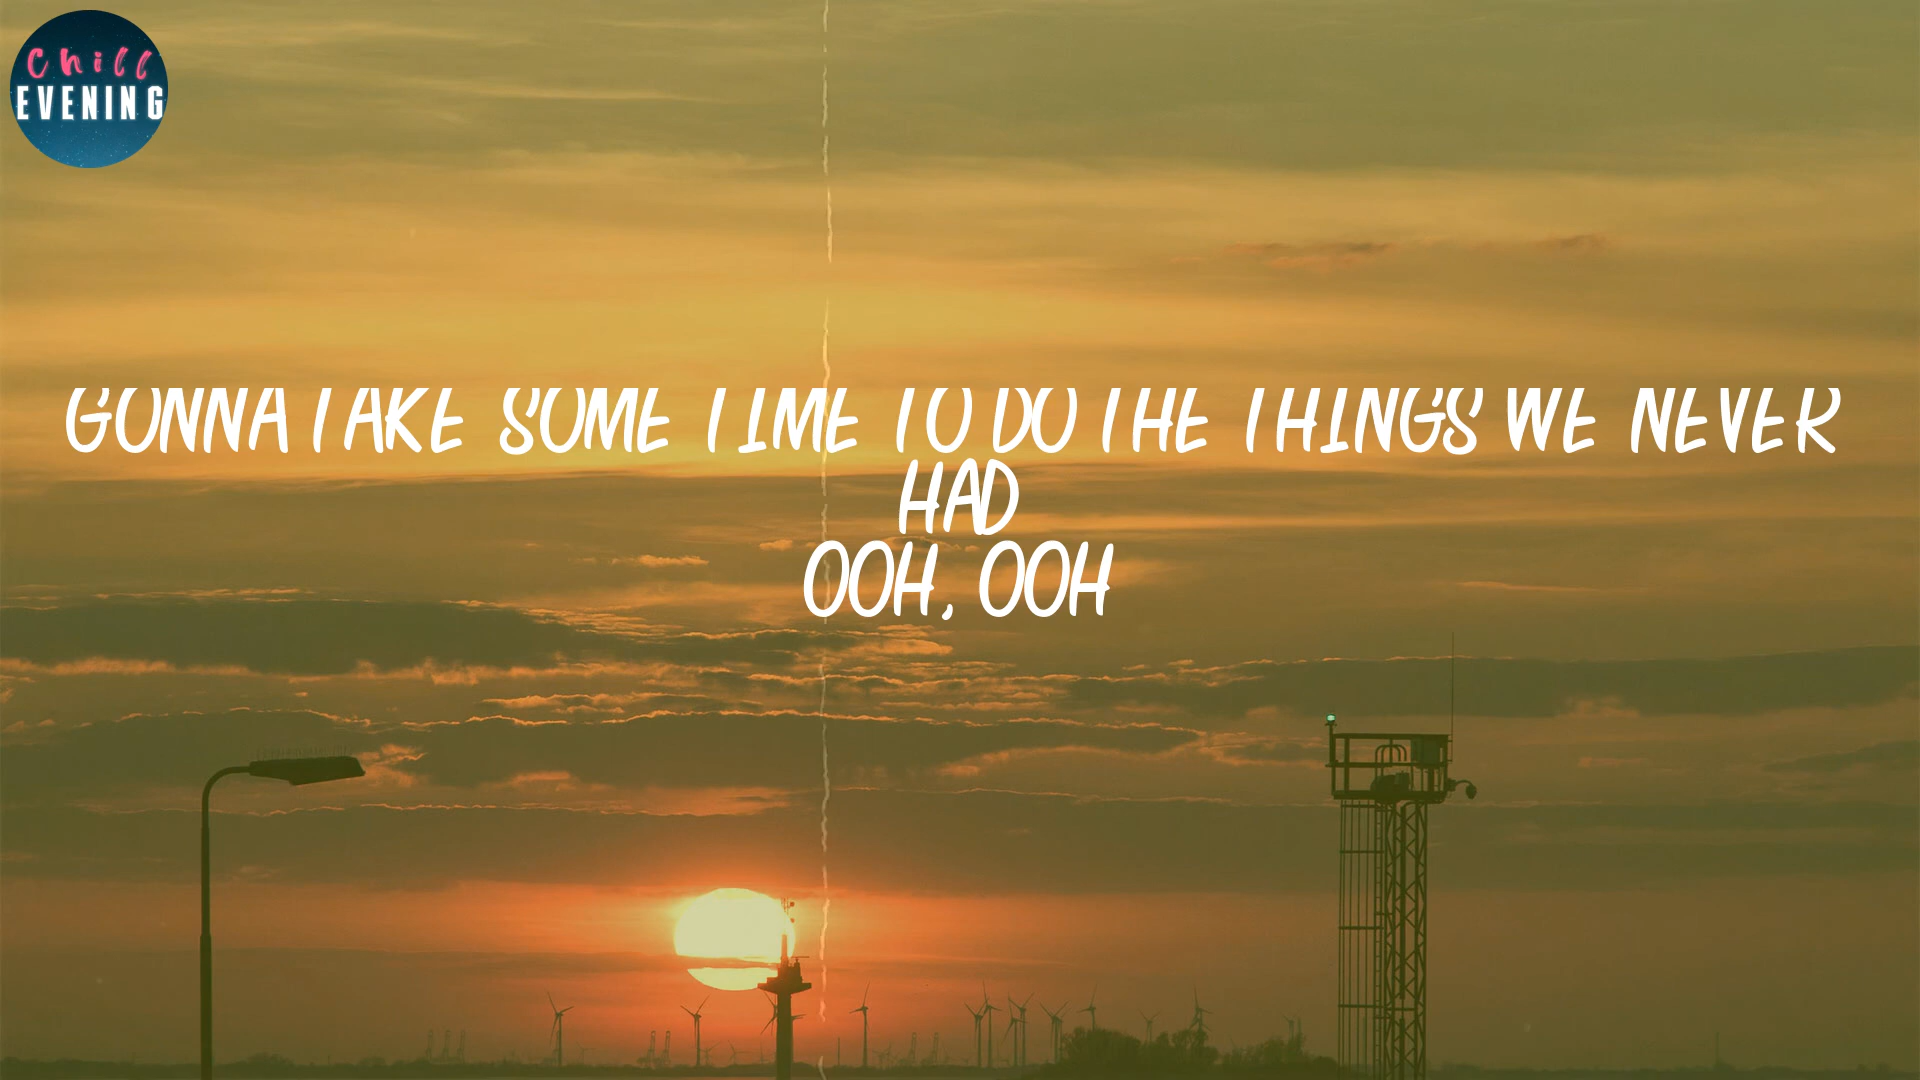 Chill
EVENING
GONNA TAKE SOME TIME TO DO THE THINGS WE NEVER
HAD
OOH, OOH